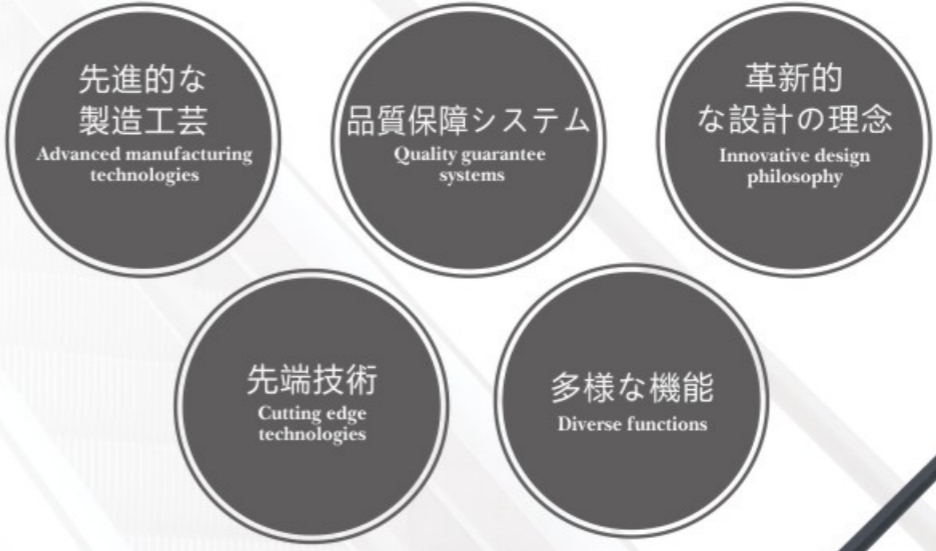 先進的な
製造工芸
Advanced manufacturing
technologies
品質保障システム
Quality guarantee
systems
革新的
な設計の理念
Innovative design
philosophy
先端技術
Cutting edge
technologies
多様な機能
Diverse functions